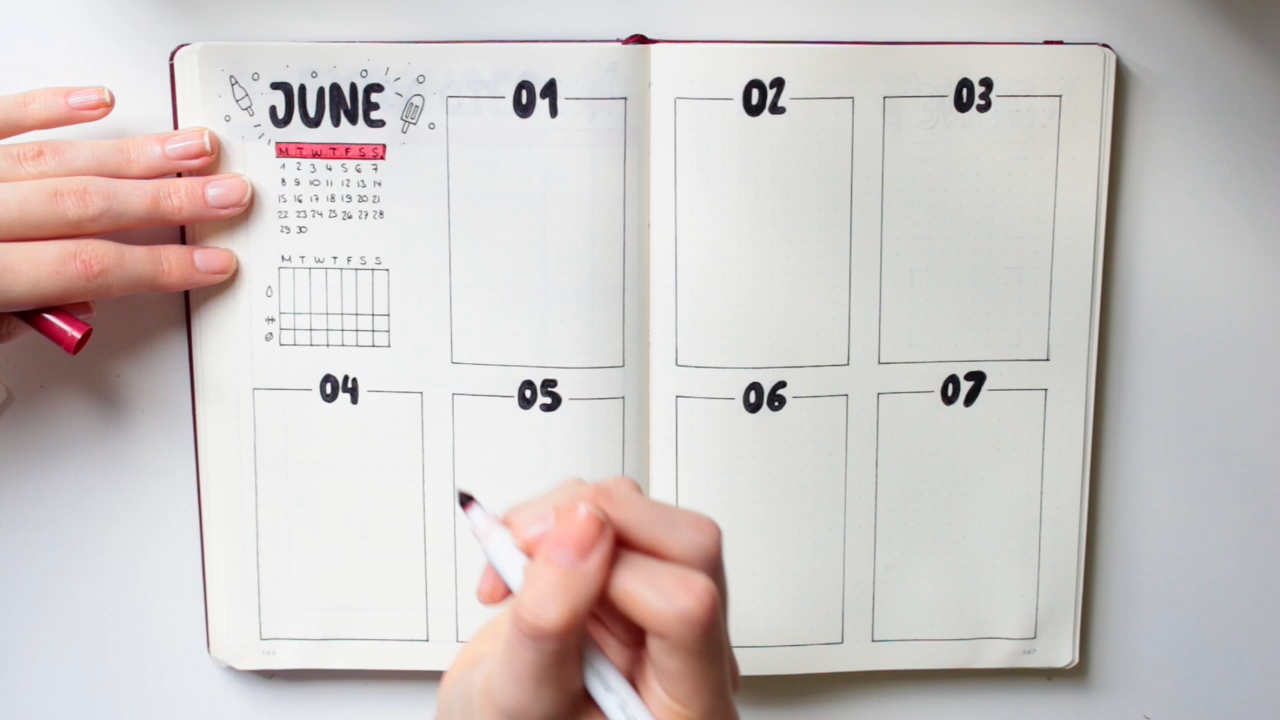 JUNE
M T W T F S S
1 2 3 4 5 6 7
8 9 10 11 12 13 14
15 16 17 18 19 20 21
22 23 24 25 26 27 28
29 30
M T W T F S S
01
02
03
04
05
06
07